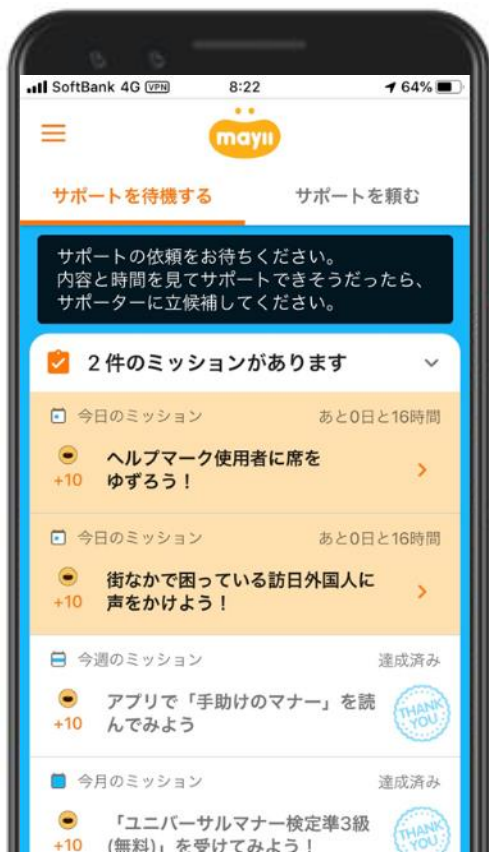 SoftBank 4G VPN 8:22 64%
mayii
サポートを待機する サポートを頼む
サポートの依頼をお待ちください。
内容と時間を見てサポートできそうだったら、
サポーターに立候補してください。
2件のミッションがあります
今日のミッション あと0日と16時間
ヘルプマーク使用者に席を
+10 ゆずろう！
今日のミッション あと0日と16時間
街なかで困っている訪日外国人に
+10 声をかけよう！
今週のミッション 達成済み
アプリで「手助けのマナー」を読
+10 んでみよう
THANK
YOU
今月のミッション 達成済み
「ユニバーサルマナー検定準3級
+10 (無料)」を受けてみよう！
THANK
YOU